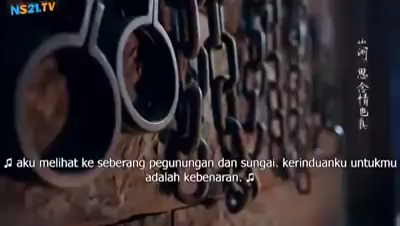 NS21.TV
山河 思念情也真
♫ aku melihat ke seberang pegunungan dan sungai. kerinduanku untukmu
adalah kebenaran. ♫